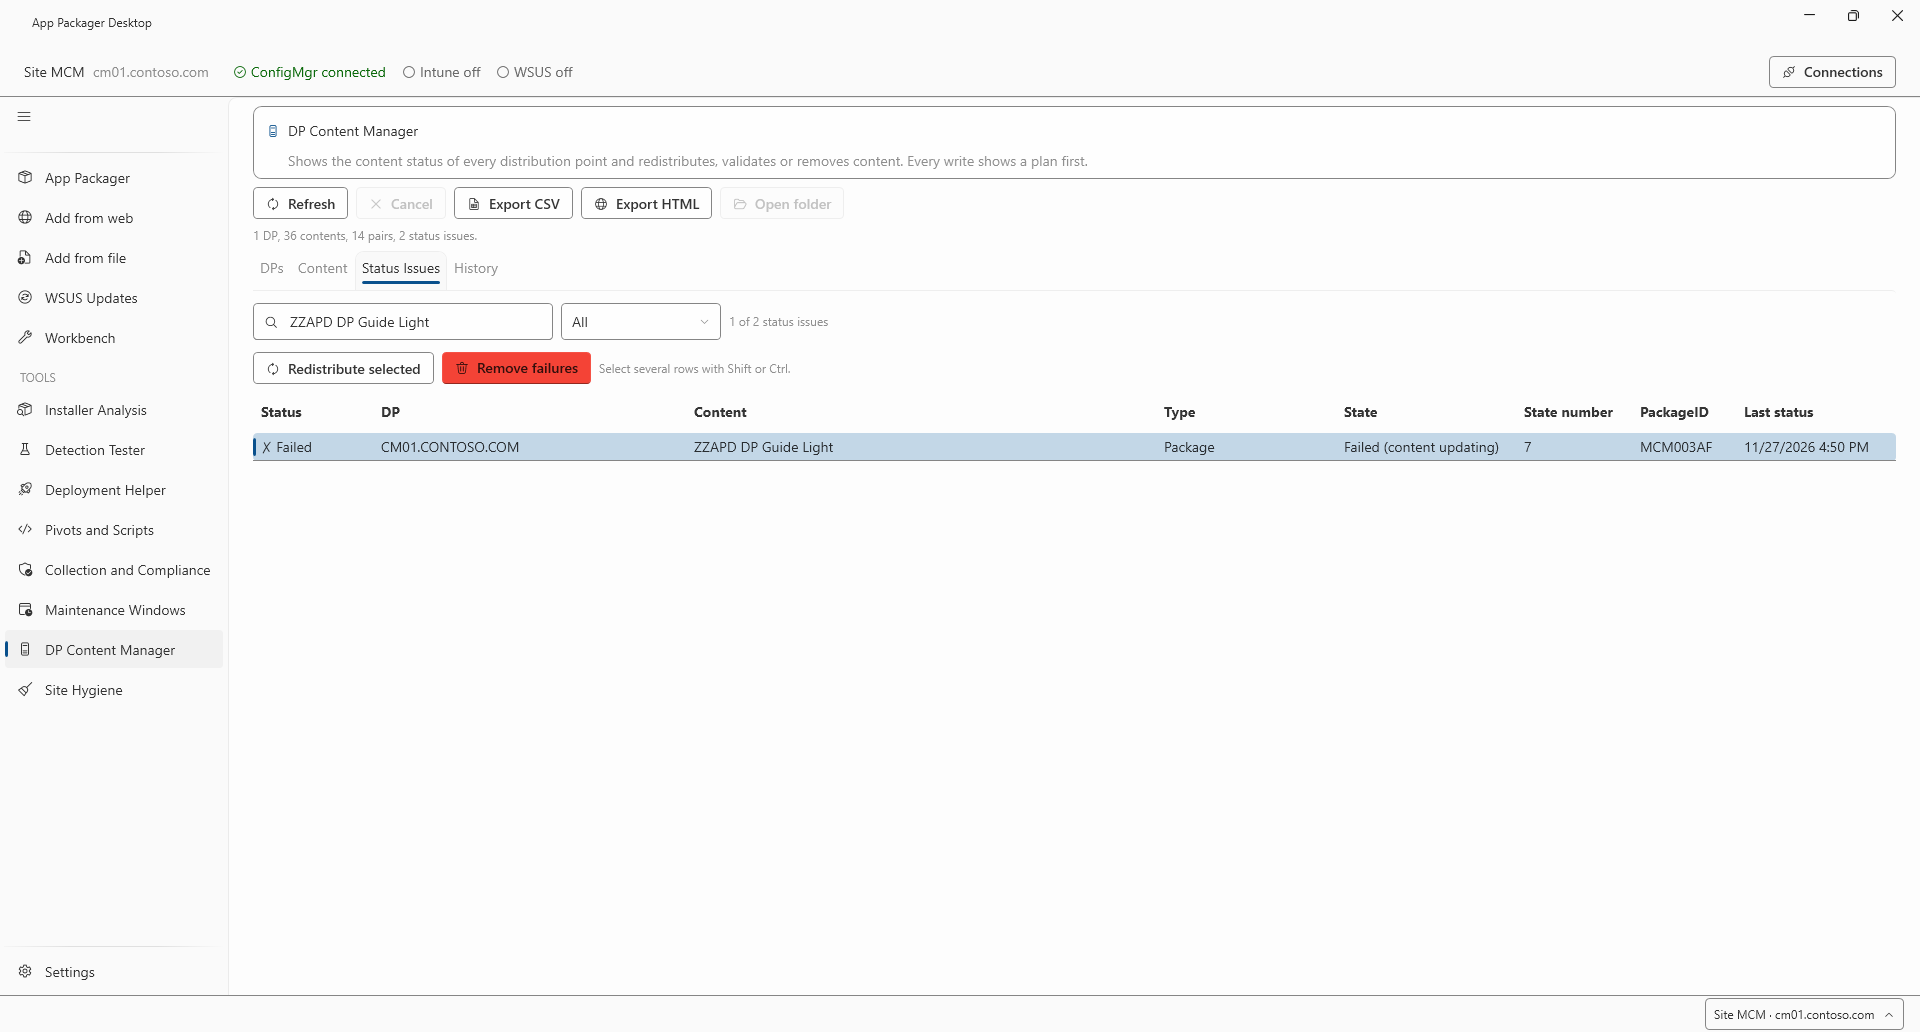 App Packager Desktop
Site MCM cm01.contoso.com ConfigMgr connected Intune off WSUS off Connections
App Packager
Add from web
Add from file
WSUS Updates
Workbench
TOOLS
Installer Analysis
Detection Tester
Deployment Helper
Pivots and Scripts
Collection and Compliance
Maintenance Windows
DP Content Manager
Site Hygiene
Settings
DP Content Manager
Shows the content status of every distribution point and redistributes, validates or removes content. Every write shows a plan first.
Refresh Cancel Export CSV Export HTML Open folder
1 DP, 36 contents, 14 pairs, 2 status issues.
DPs Content Status Issues History
ZZAPD DP Guide Light All 1 of 2 status issues
Redistribute selected Remove failures Select several rows with Shift or Ctrl.
Status DP Content Type State State number PackageID Last status
X Failed CM01.CONTOSO.COM ZZAPD DP Guide Light Package Failed (content updating) 7 MCM003AF 11/27/2026 4:50 PM
Site MCM · cm01.contoso.com